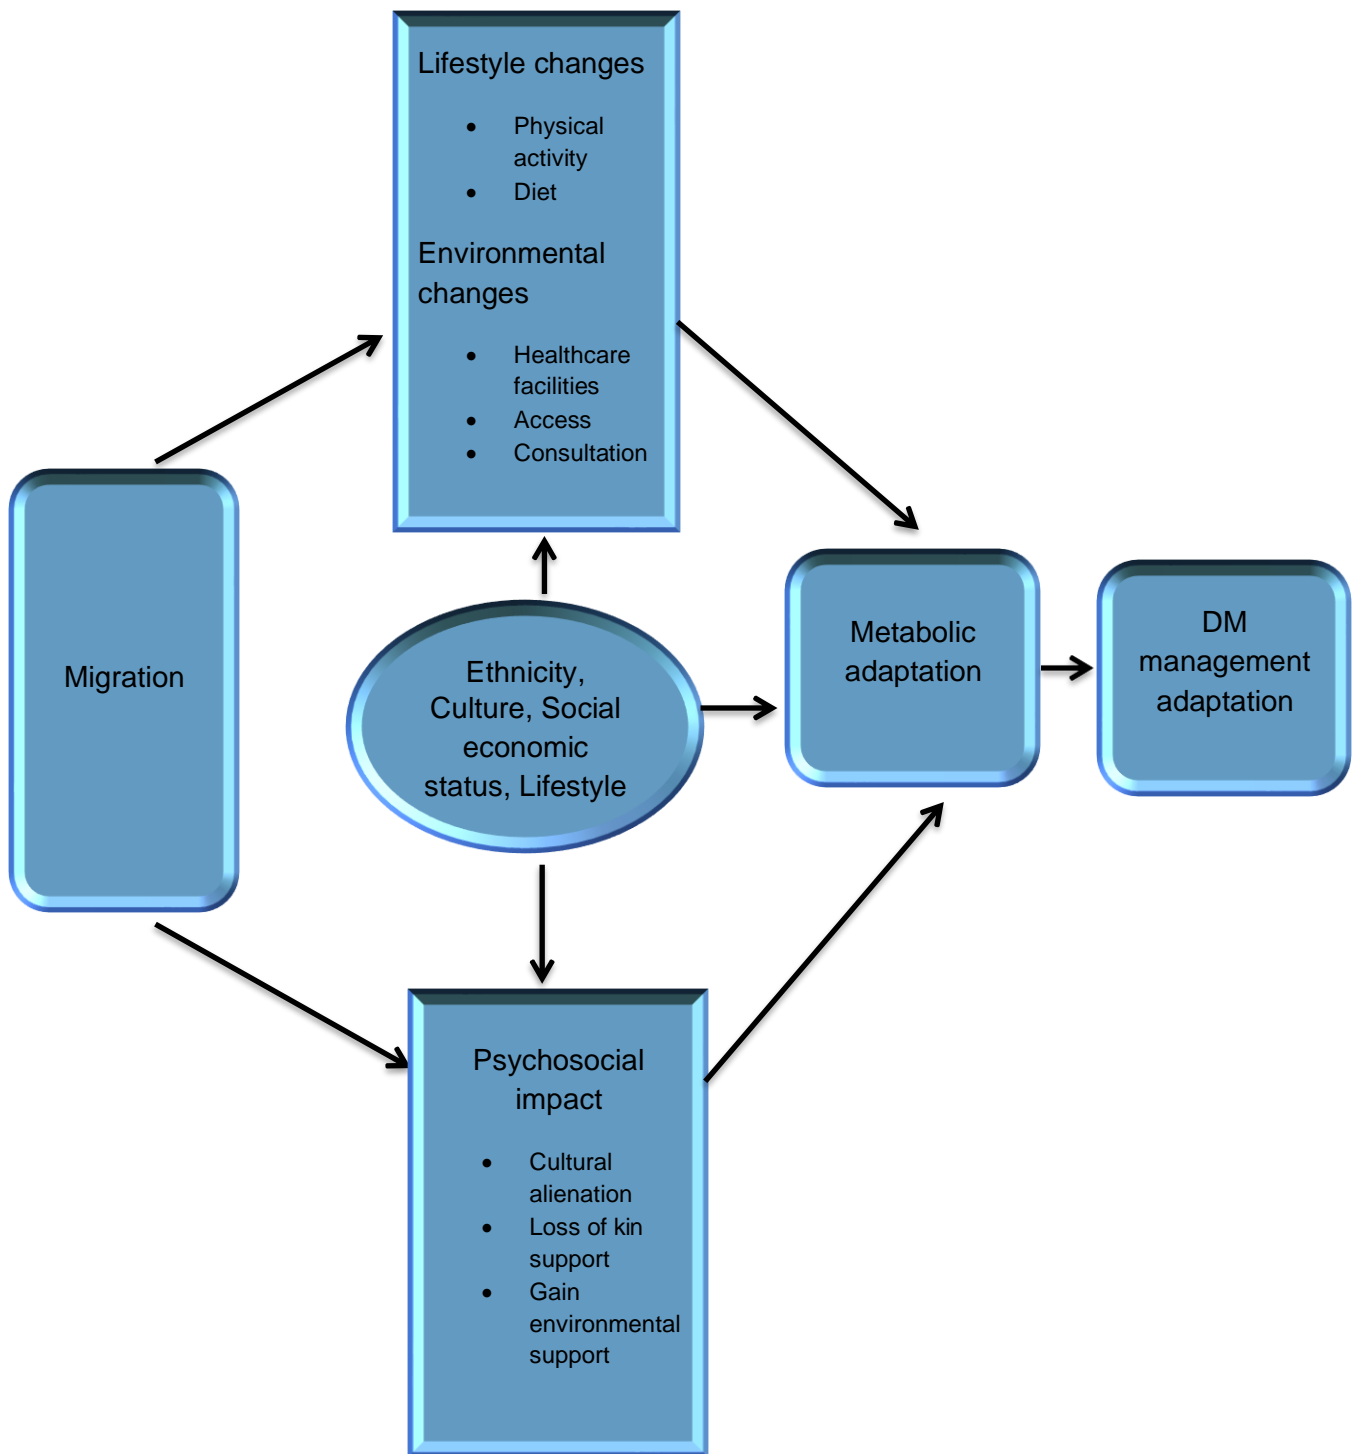 Lifestyle changes
• Physical
activity
• Diet
Environmental
changes
• Healthcare
facilities
• Access
• Consultation
Migration
Ethnicity,
Culture, Social
economic
status, Lifestyle
Metabolic
adaptation
DM
management
adaptation
Psychosocial
impact
• Cultural
alienation
• Loss of kin
support
• Gain
environmental
support